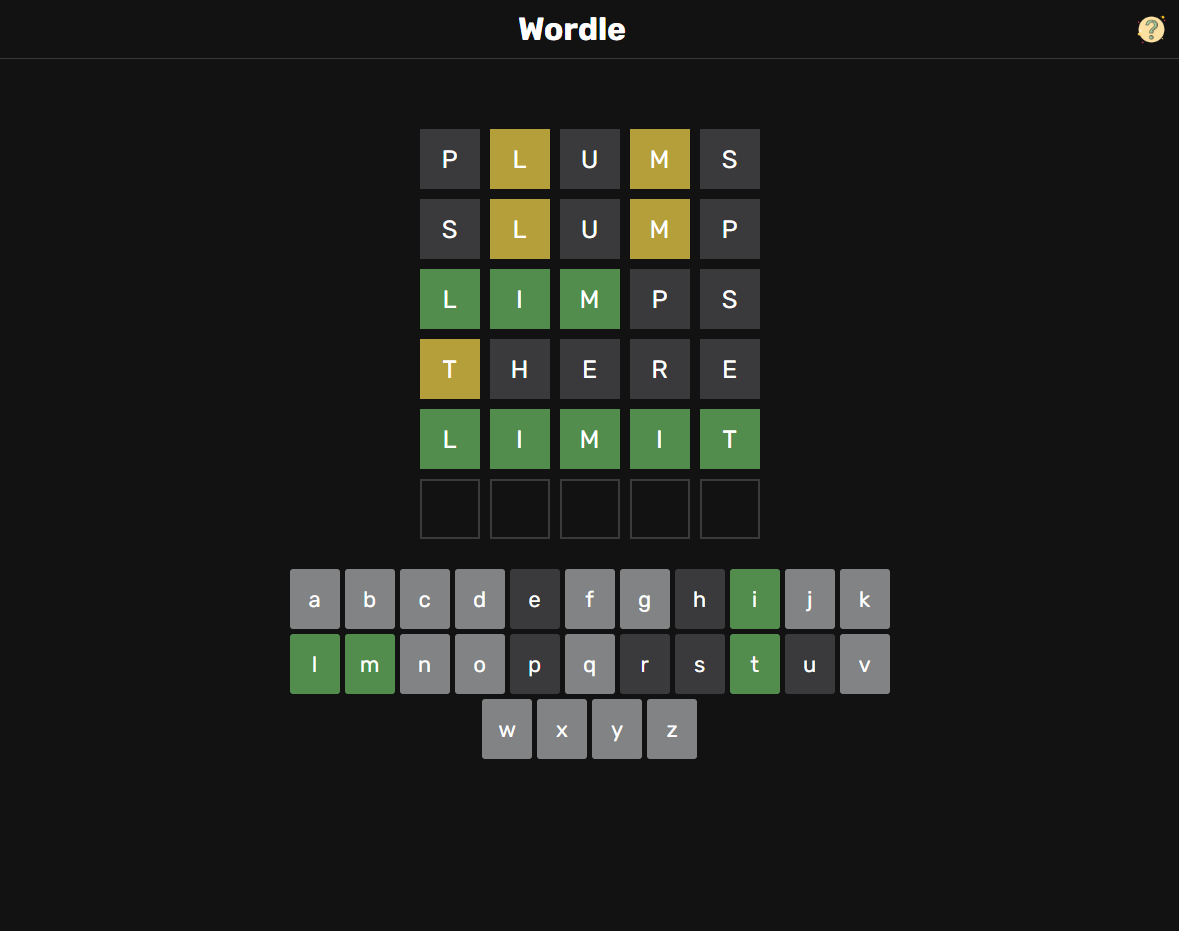 Wordle
?
P L U M S
S L U M P
L I M P S
T H E R E
L I M I T
a b c d e f g h i j k
l m n o p q r s t u v
w x y z